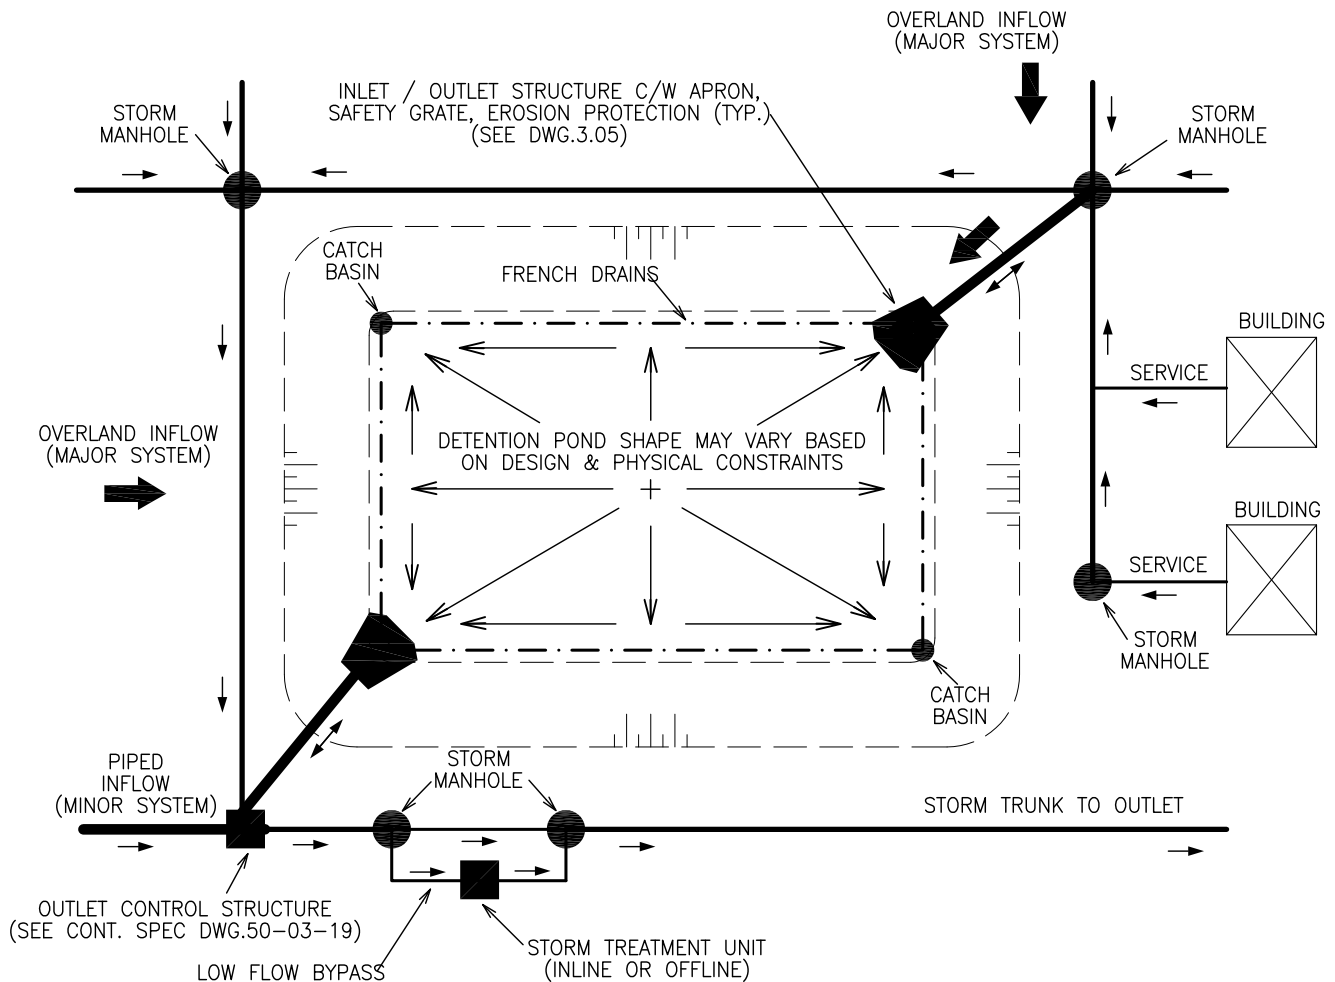 OVERLAND INFLOW
(MAJOR SYSTEM)
INLET / OUTLET STRUCTURE C/W APRON,
SAFETY GRATE, EROSION PROTECTION (TYP.)
(SEE DWG.3.05)
STORM
MANHOLE
STORM
MANHOLE
CATCH
BASIN
FRENCH DRAINS
BUILDING
SERVICE
OVERLAND INFLOW
(MAJOR SYSTEM)
DETENTION POND SHAPE MAY VARY BASED
ON DESIGN & PHYSICAL CONSTRAINTS
BUILDING
SERVICE
STORM
MANHOLE
CATCH
BASIN
PIPED
INFLOW
(MINOR SYSTEM)
STORM
MANHOLE
STORM TRUNK TO OUTLET
OUTLET CONTROL STRUCTURE
(SEE CONT. SPEC DWG.50-03-19)
LOW FLOW BYPASS
STORM TREATMENT UNIT
(INLINE OR OFFLINE)